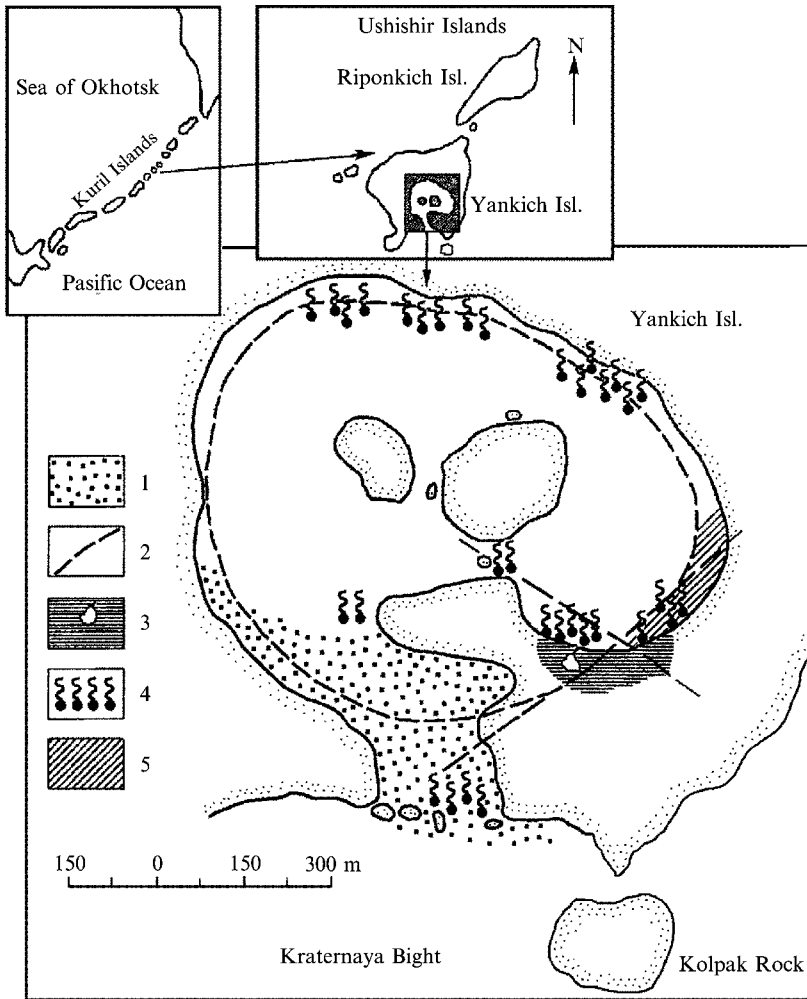 Sea of Okhotsk
Kuril Islands
Pasific Ocean
Ushishir Islands
N
Riponkich Isl.
Yankich Isl.
Yankich Isl.
1
2
3
4
5
150 0 150 300 m
Kraternaya Bight
Kolpak Rock